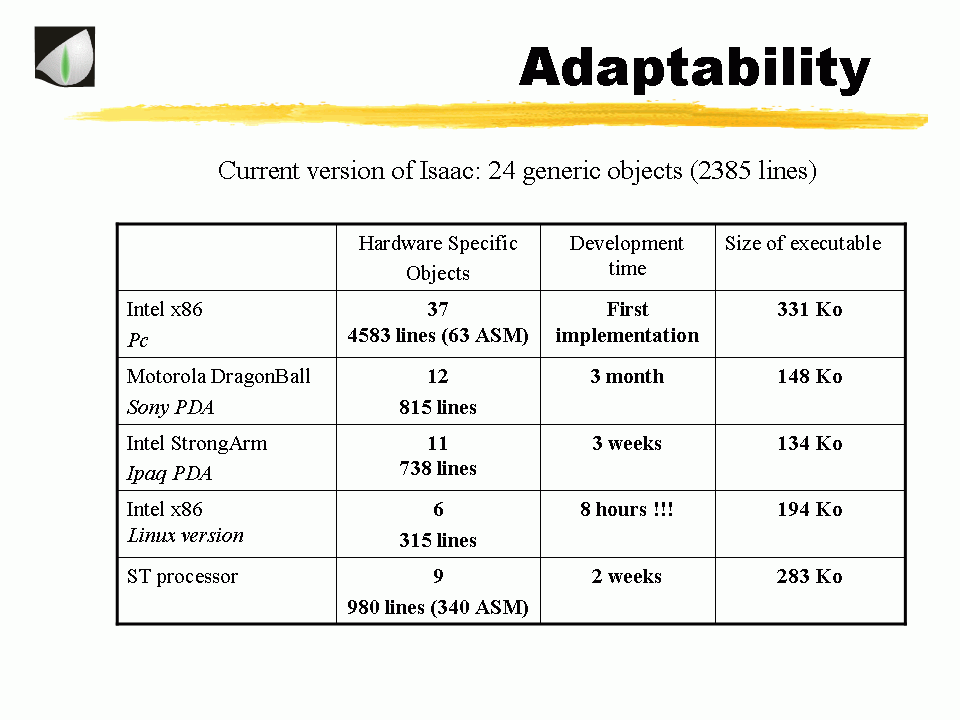 Adaptability
Current version of Isaac: 24 generic objects (2385 lines)
Hardware Specific
Objects
Development
time
Size of executable
Intel x86
Pc
37
4583 lines (63 ASM)
First
implementation
331 Ko
Motorola DragonBall
Sony PDA
12
815 lines
3 month
148 Ko
Intel StrongArm
Ipaq PDA
11
738 lines
3 weeks
134 Ko
Intel x86
Linux version
6
315 lines
8 hours !!!
194 Ko
ST processor
9
980 lines (340 ASM)
2 weeks
283 Ko